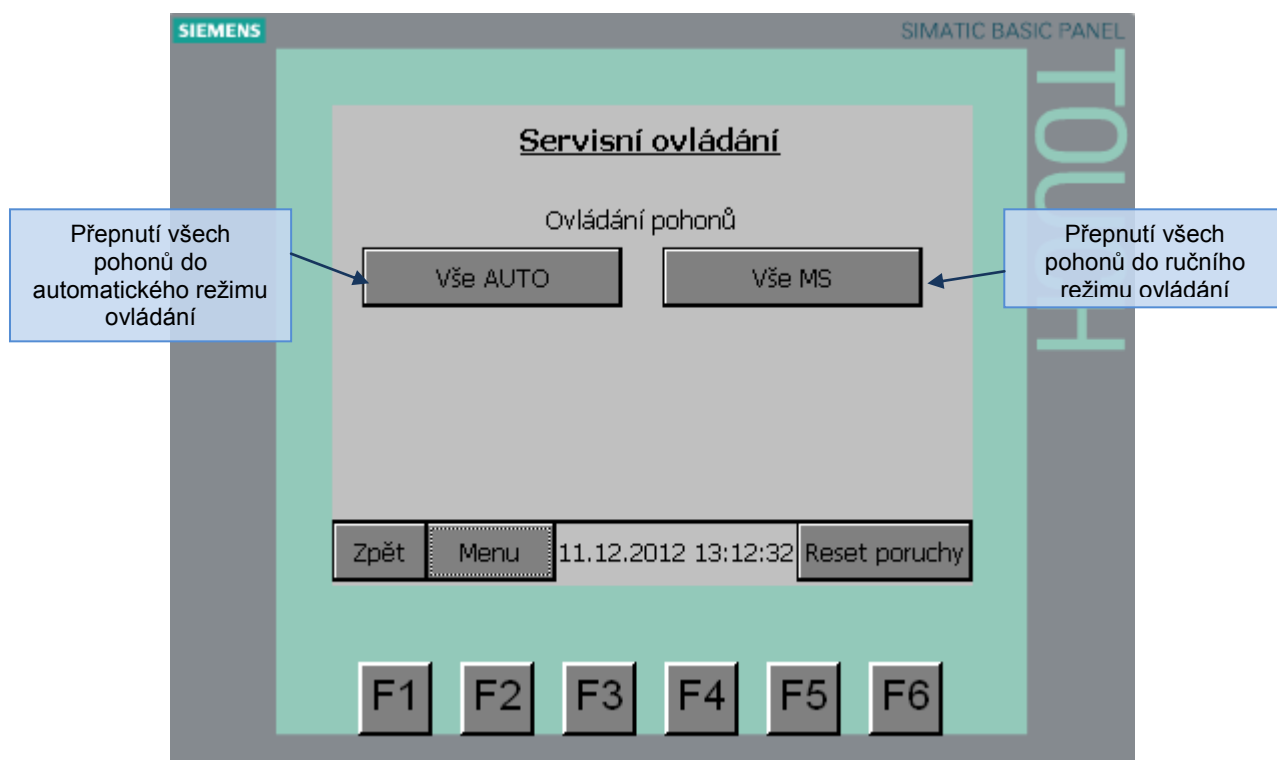 SIEMENS
SIMATIC BASIC PANEL
TOUCH
Servisní ovládání
Ovládání pohonů
Přepnutí všech
pohonů do
automatického režimu
ovládání
Vše AUTO
Vše MS
Přepnutí všech
pohonů do ručního
režimu ovládání
Zpět
Menu
11.12.2012 13:12:32
Reset poruchy
F1
F2
F3
F4
F5
F6